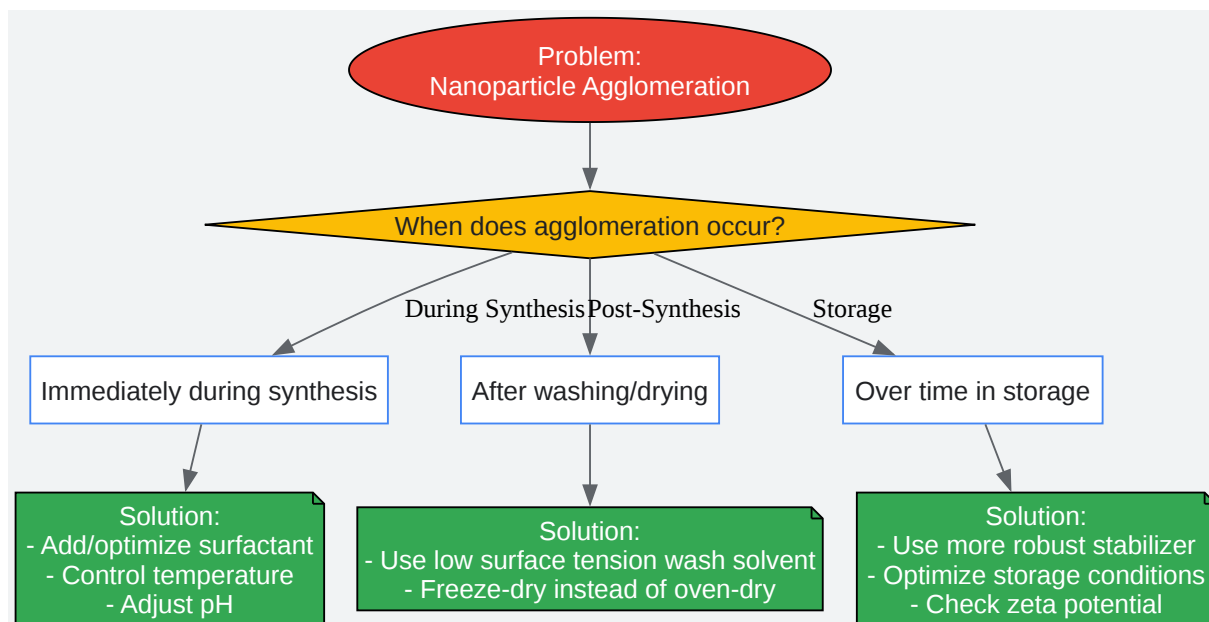 Problem:
Nanoparticle Agglomeration
When does agglomeration occur?
During Synthesis
Post-Synthesis
Storage
Immediately during synthesis
After washing/drying
Over time in storage
Solution:
- Add/optimize surfactant
- Control temperature
- Adjust pH
Solution:
- Use low surface tension wash solvent
- Freeze-dry instead of oven-dry
Solution:
- Use more robust stabilizer
- Optimize storage conditions
- Check zeta potential